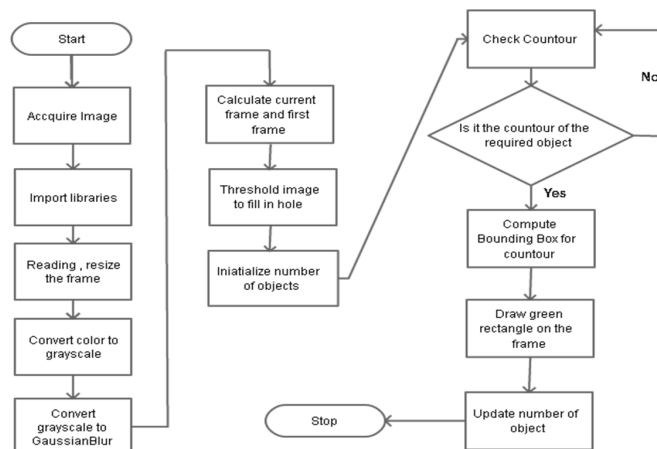 Start
Accquire Image
Import libraries
Reading , resize
the frame
Convert color to
grayscale
Convert
grayscale to
GaussianBlur
Calculate current
frame and first
frame
Threshold image
to fill in hole
Iniatialize number
of objects
Check Countour
Is it the countour of the
required object
No
Yes
Compute
Bounding Box for
countour
Draw green
rectangle on the
frame
Update number of
object
Stop